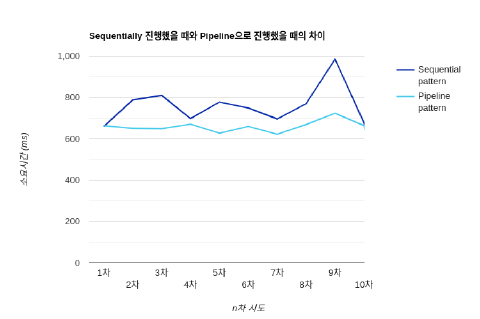 Sequentially 진행했을 때와 Pipeline으로 진행했을 때의 차이
1,000
800
600
400
200
0
소요시간 (ms)
1차
2차
3차
4차
5차
6차
7차
8차
9차
10차
n차 시도
Sequential
pattern
Pipeline
pattern